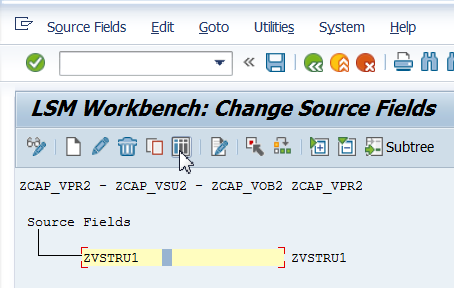 Source Fields Edit Goto Utilities System Help
LSM Workbench: Change Source Fields
Subtree
ZCAP_VPR2 - ZCAP_VSU2 - ZCAP_VOB2 ZCAP_VPR2
Source Fields
ZVSTRU1 ZVSTRU1